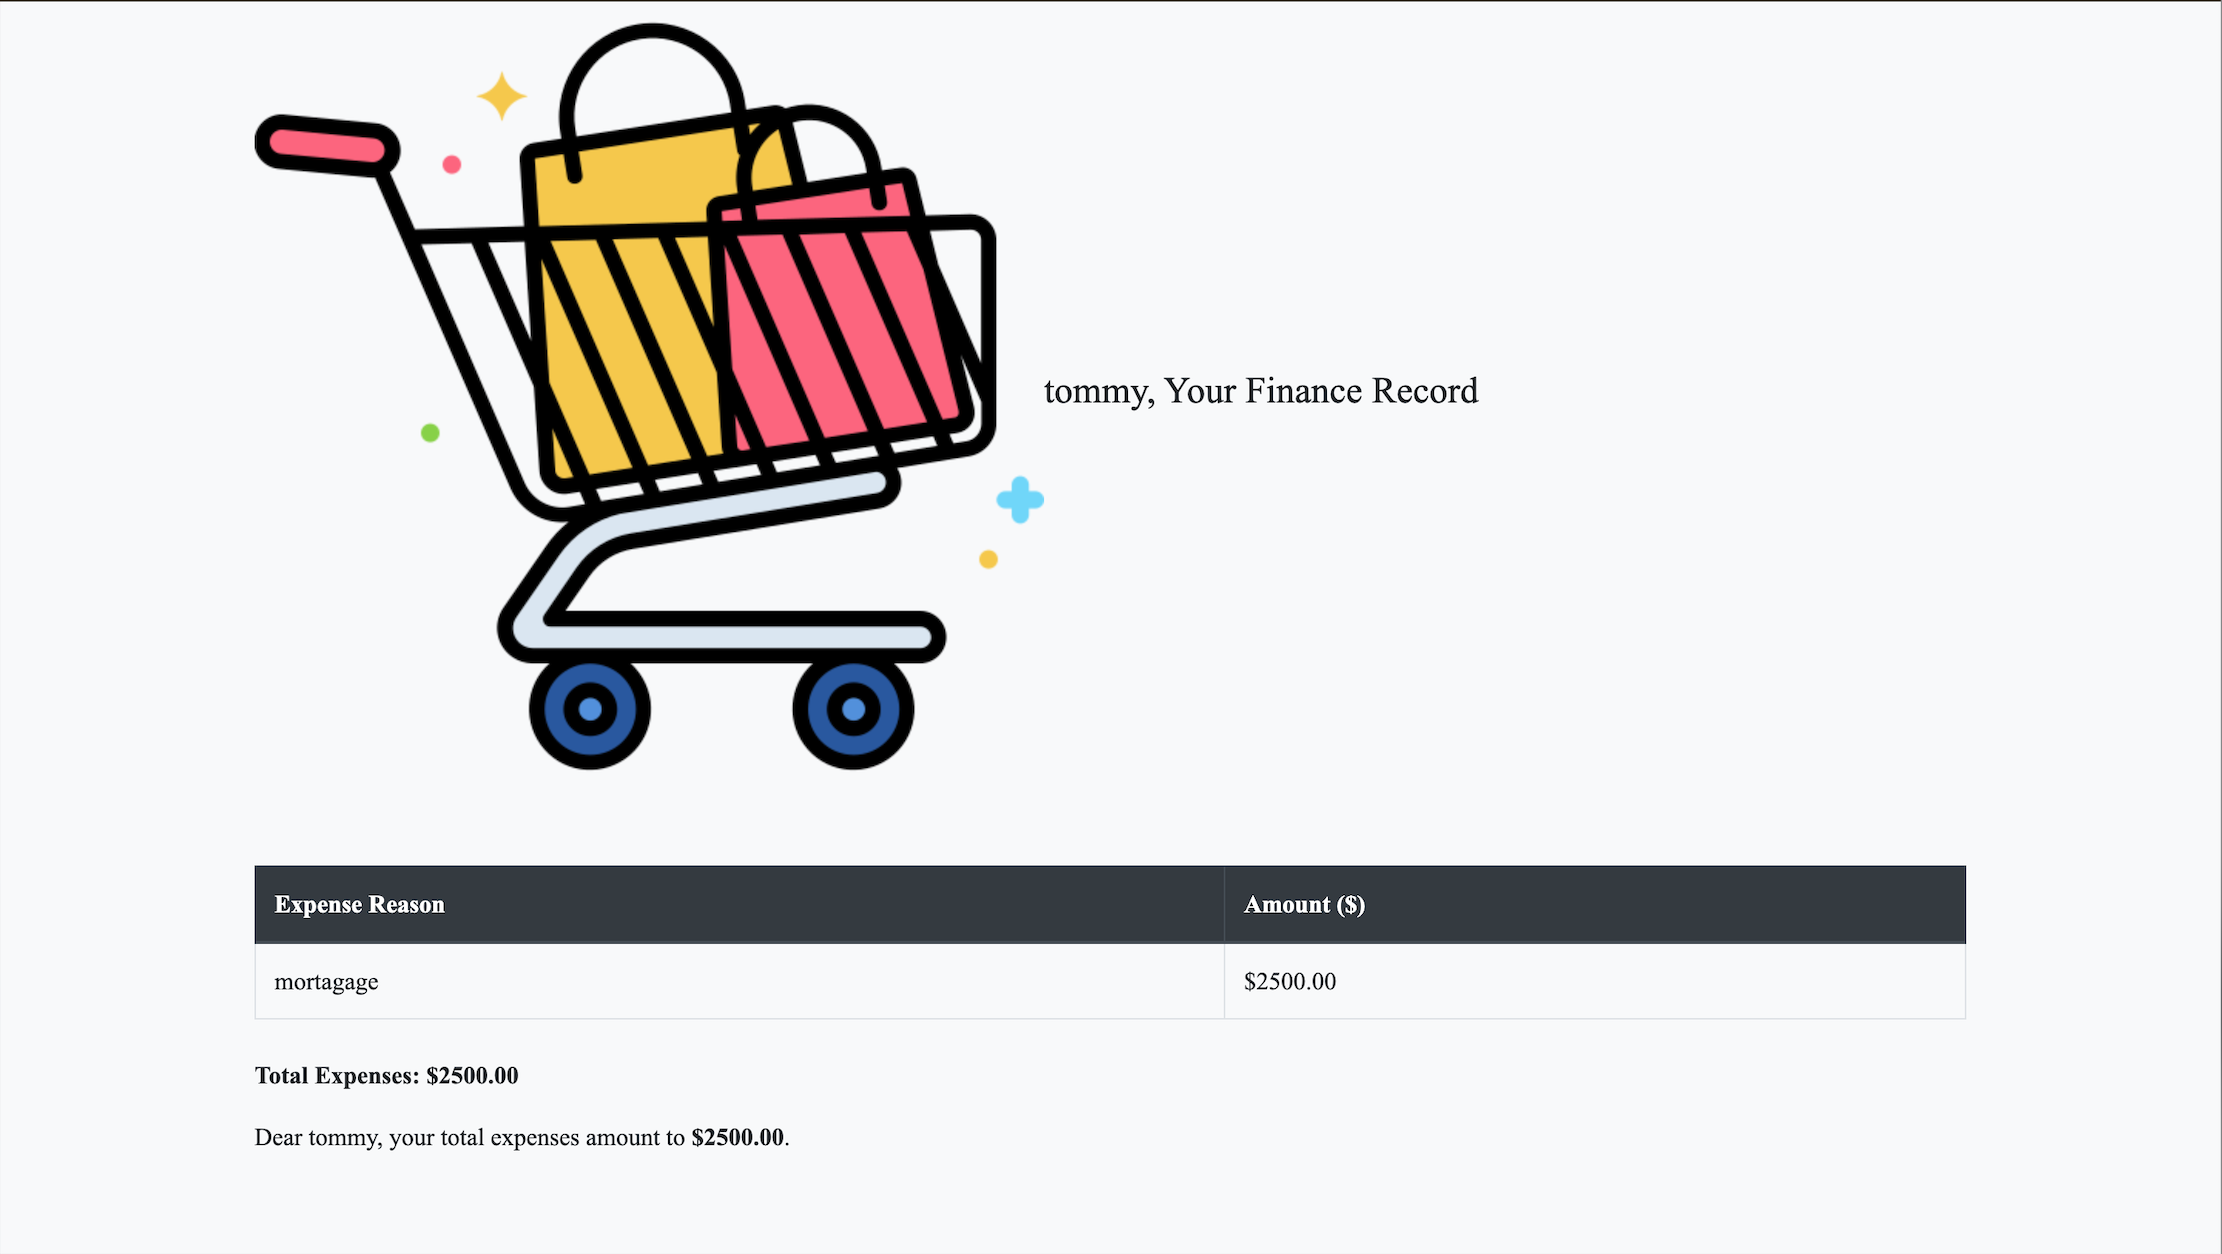 tommy, Your Finance Record
Expense Reason Amount ($)
mortagage $2500.00
Total Expenses: $2500.00
Dear tommy, your total expenses amount to $2500.00.